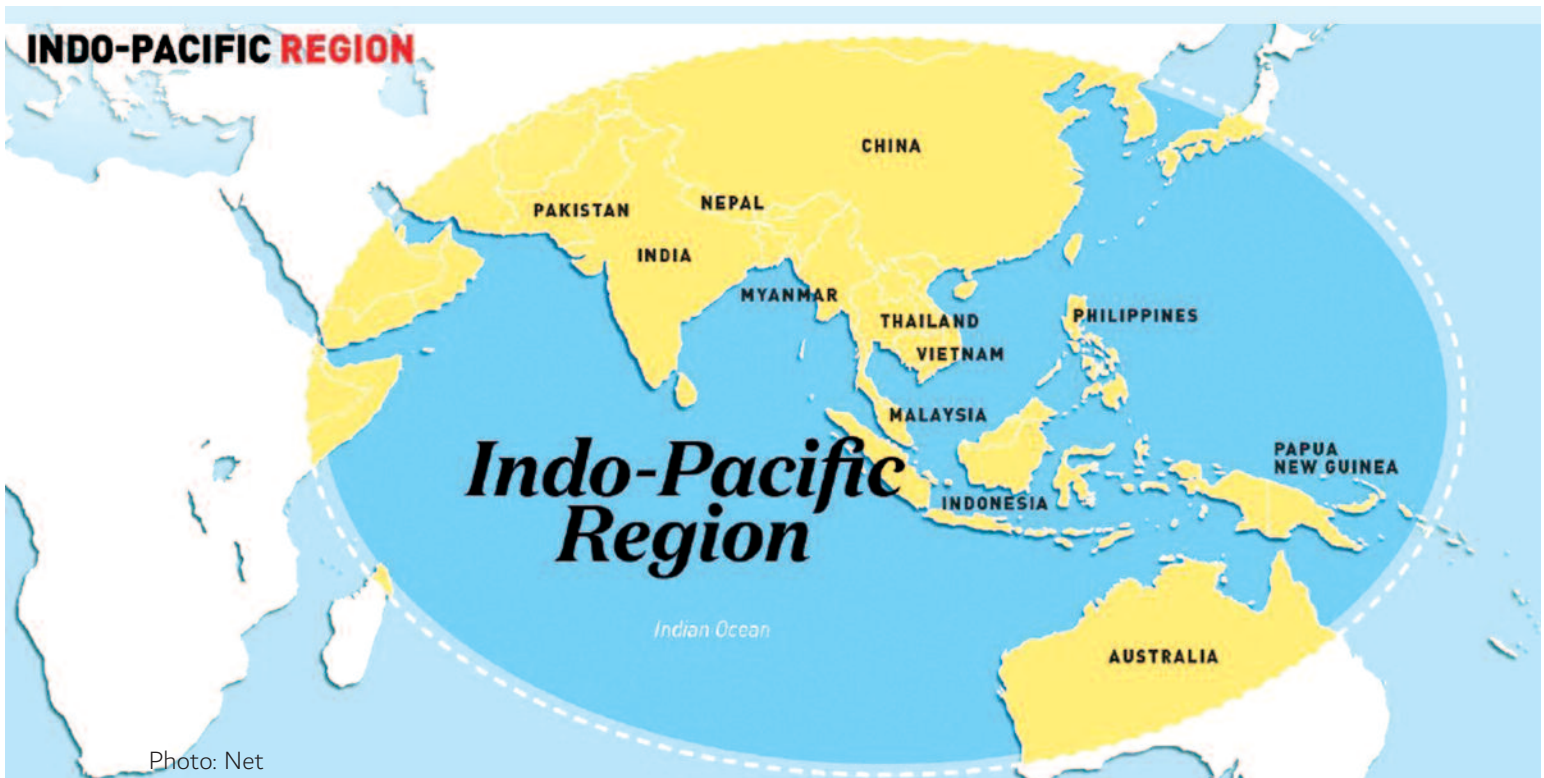 INDO-PACIFIC REGION
CHINA
PAKISTAN
NEPAL
INDIA
MYANMAR
THAILAND
PHILIPPINES
VIETNAM
MALAYSIA
Indo-Pacific
Region
PAPUA
NEW GUINEA
INDONESIA
Indian Ocean
AUSTRALIA
Photo: Net